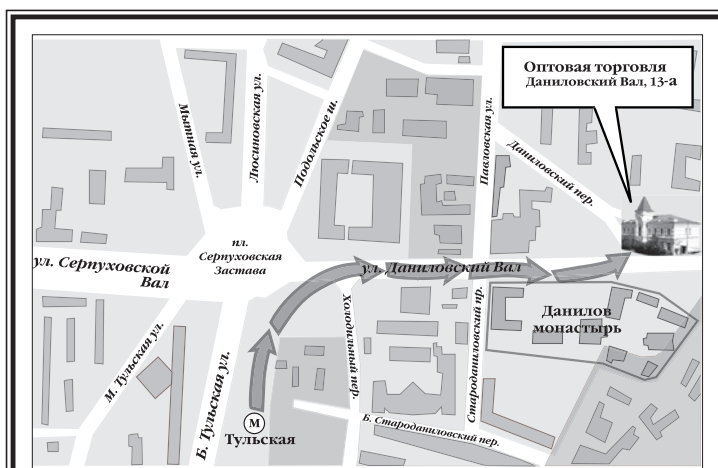 Оптовая торговля
Даниловский Вал, 13-а
Мытная ул.
Люсиновская ул.
Подольское ш.
Павловская ул.
Даниловский пер.
пл.
Серпуховская
Застава
ул. Серпуховской
Вал
ул. Даниловский Вал
Данилов
монастырь
Холодильный пер.
Староданиловский пр.
М. Тульская ул.
Б. Тульская ул.
М
Тульская
Б. Староданиловский пер.